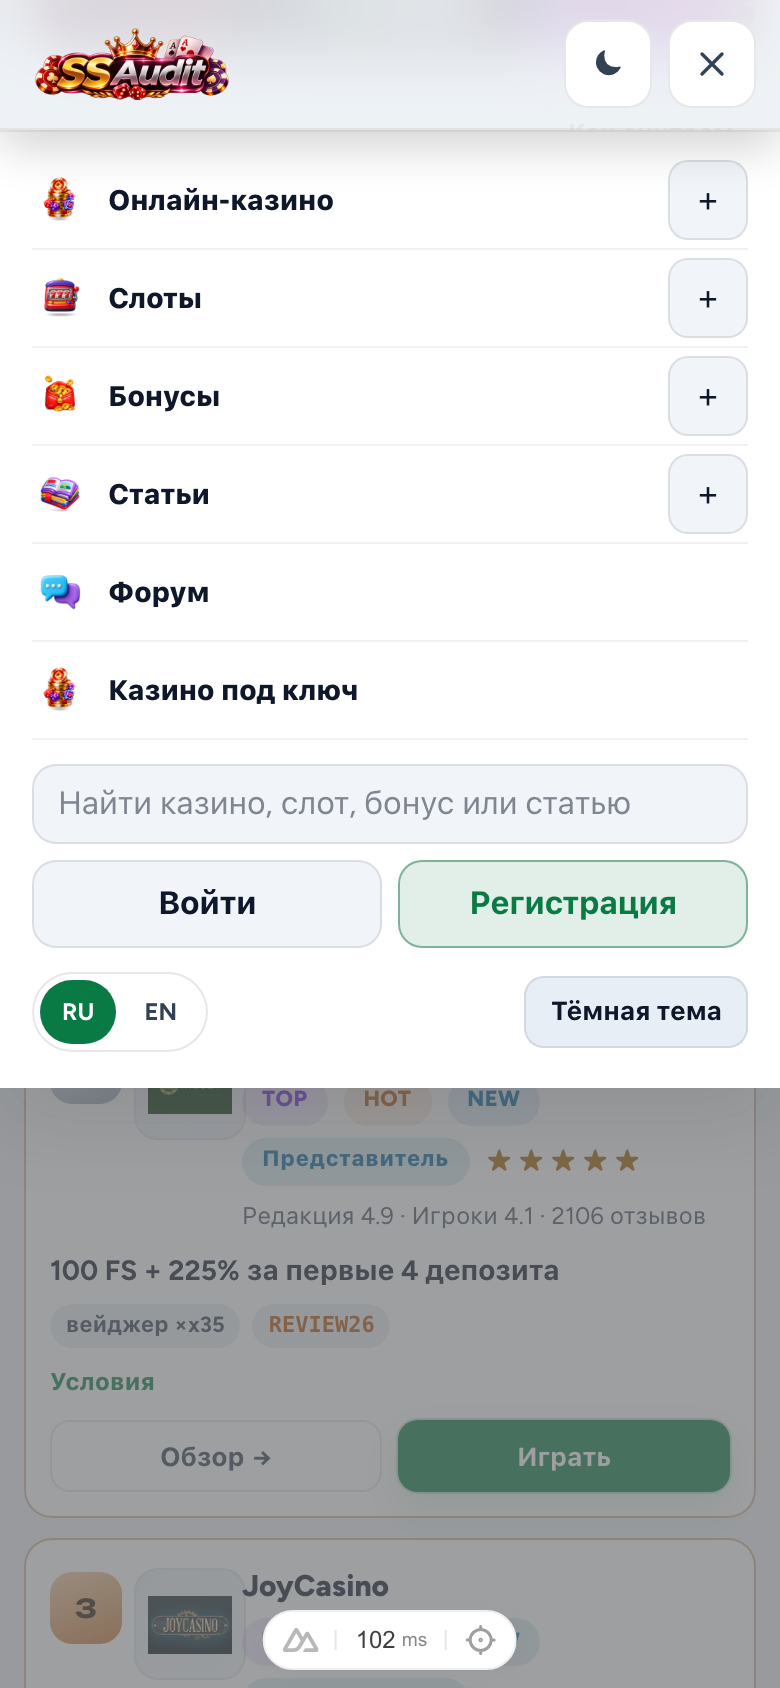 SSAudit
Онлайн-казино
+
Слоты
+
Бонусы
+
Статьи
+
Форум
Казино под ключ
Найти казино, слот, бонус или статью
Войти
Регистрация
RU
EN
Тёмная тема
TOP
HOT
NEW
Представитель
Редакция 4.9 · Игроки 4.1 · 2106 отзывов
100 FS + 225% за первые 4 депозита
вейджер ×x35
REVIEW26
Условия
Обзор →
Играть
3
JOYCASINO
JoyCasino
102 ms